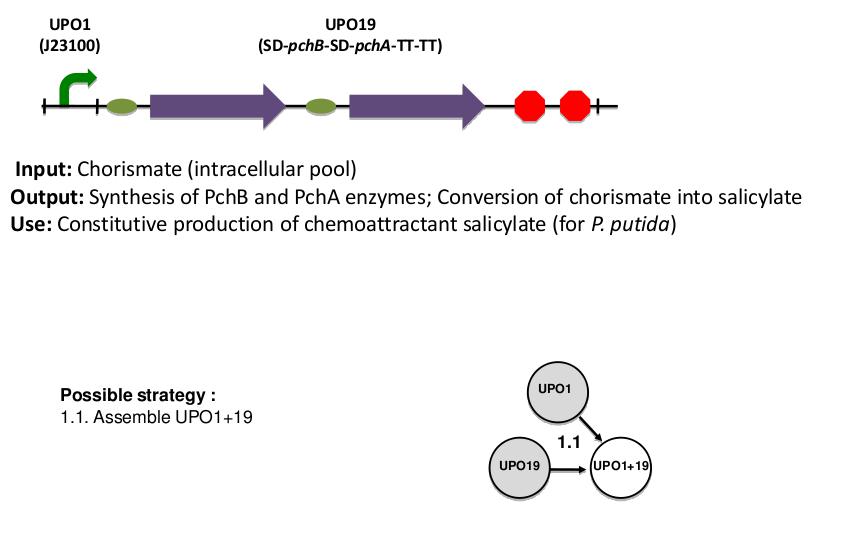 UPO1
(J23100)
UPO19
(SD-pchB-SD-pchA-TT-TT)
Input: Chorismate (intracellular pool)
Output: Synthesis of PchB and PchA enzymes; Conversion of chorismate into salicylate
Use: Constitutive production of chemoattractant salicylate (for P. putida)
Possible strategy :
1.1. Assemble UPO1+19
UPO1
1.1
UPO19
UPO1+19